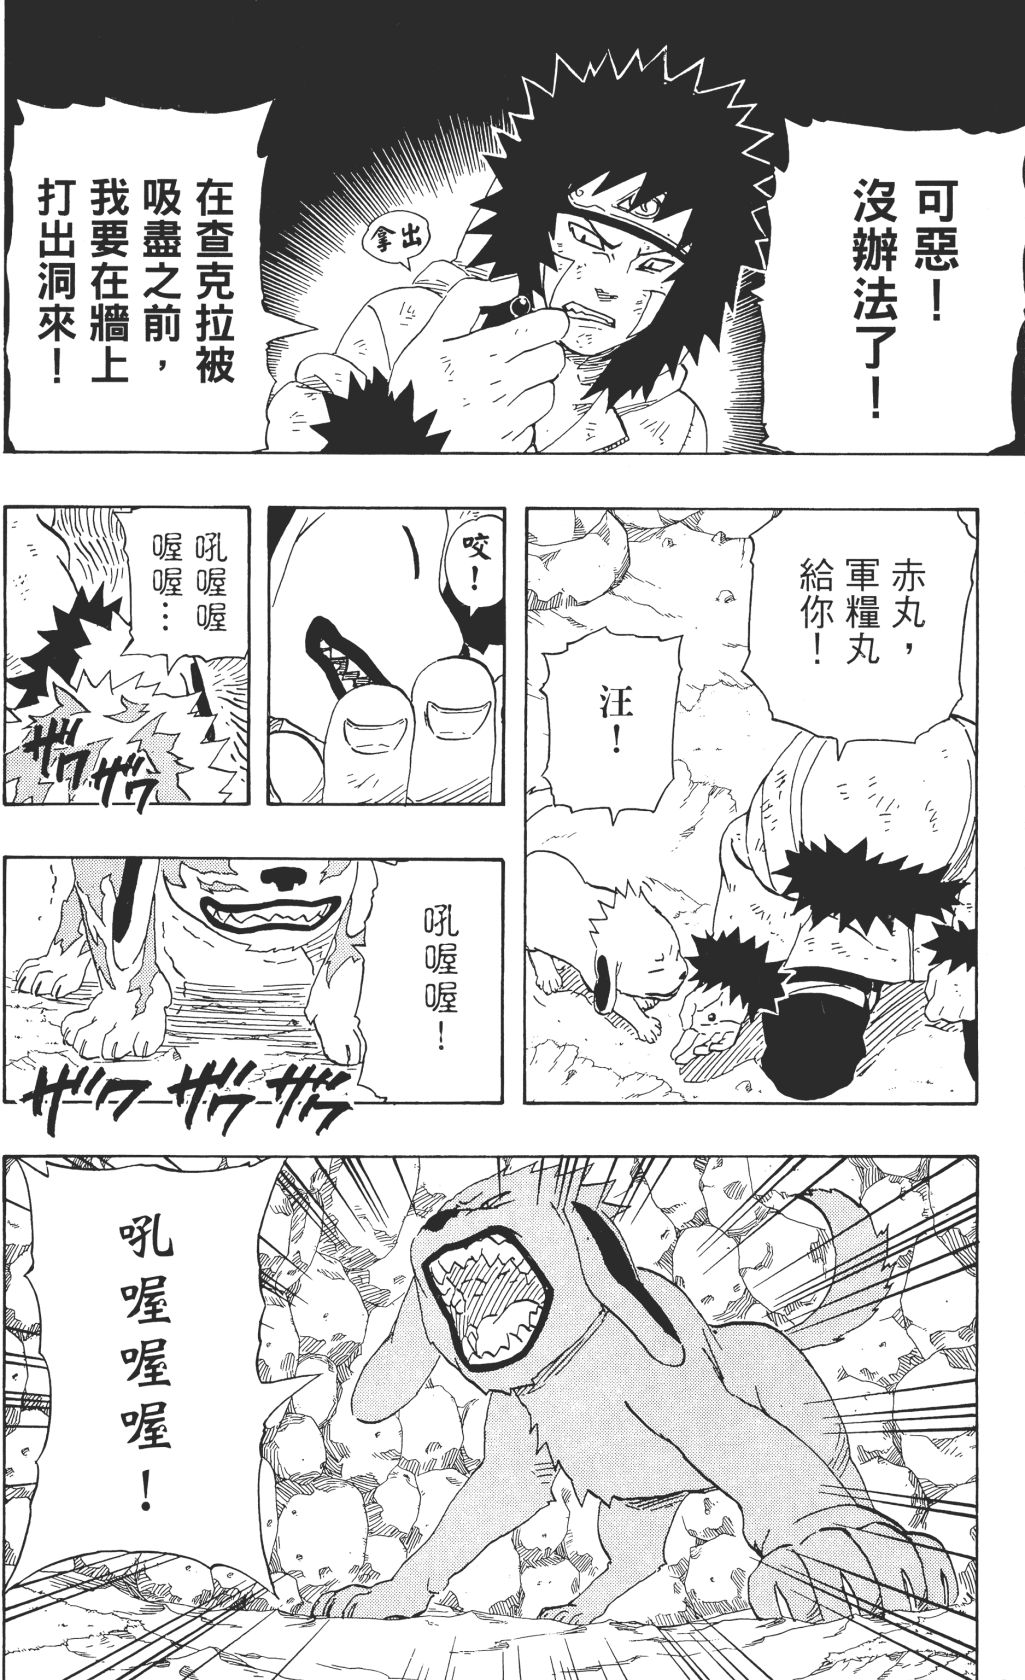 可惡！
沒辦法了！
拿出
在查克拉被
吸盡之前，
我要在牆上
打出洞來！
赤丸，
軍糧丸
給你！
汪！
咬！
吼喔喔
喔喔…
ザワ
ザワ
吼喔喔！
ザワ
ザワ
ザワ
吼喔喔喔！